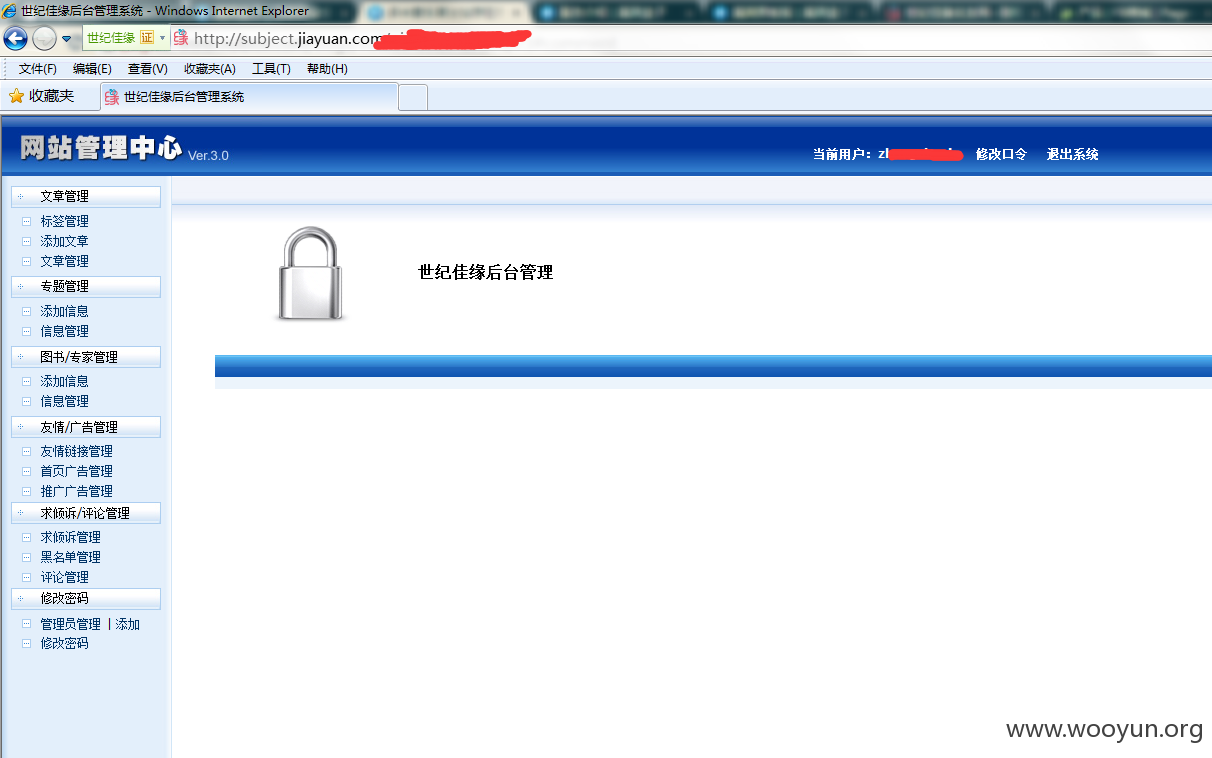 世纪佳缘后台管理系统 - Windows Internet Explorer
世纪佳缘 证 http://subject.jiayuan.com
文件(F) 编辑(E) 查看(V) 收藏夹(A) 工具(T) 帮助(H)
收藏夹 世纪佳缘后台管理系统
网站管理中心 Ver.3.0
当前用户: 修改口令 退出系统
文章管理
标签管理
添加文章
文章管理
专题管理
添加信息
信息管理
图书/专家管理
添加信息
信息管理
友情/广告管理
友情链接管理
首页广告管理
推广广告管理
求倾诉/评论管理
求倾诉管理
黑名单管理
评论管理
修改密码
管理员管理 | 添加
修改密码
世纪佳缘后台管理
www.wooyun.org